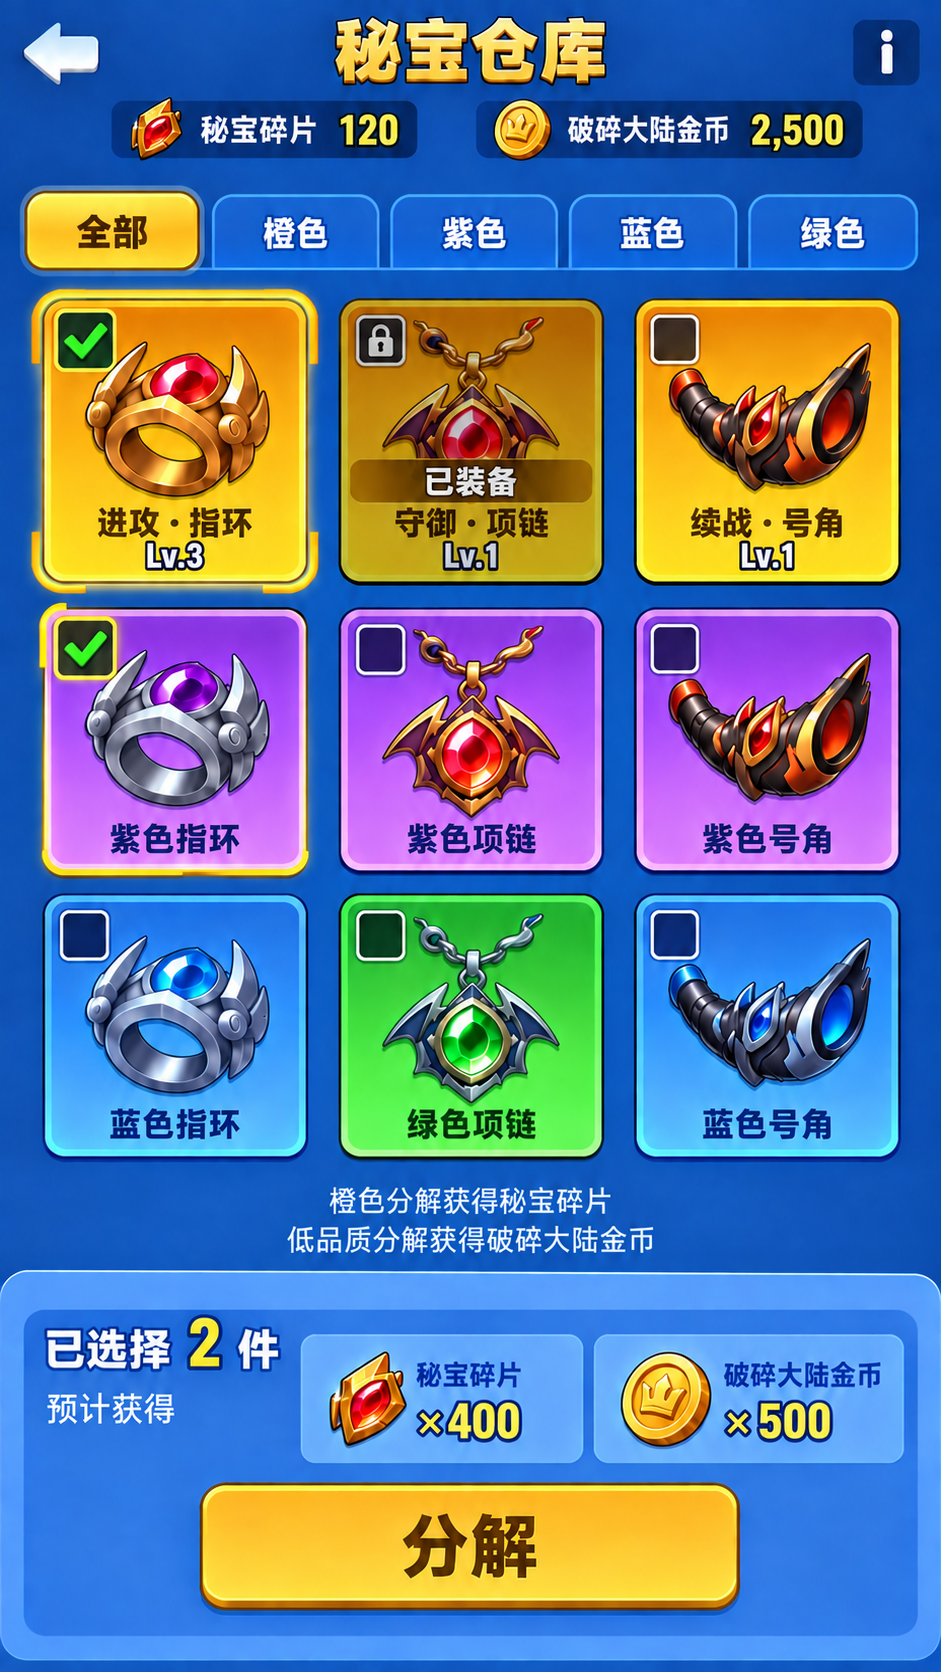 秘宝仓库
秘宝碎片 120
破碎大陆金币 2,500
全部
橙色
紫色
蓝色
绿色
进攻·指环
Lv.3
已装备
守御·项链
Lv.1
续战·号角
Lv.1
紫色指环
紫色项链
紫色号角
蓝色指环
绿色项链
蓝色号角
橙色分解获得秘宝碎片
低品质分解获得破碎大陆金币
已选择 2 件
预计获得
秘宝碎片
×400
破碎大陆金币
×500
分解